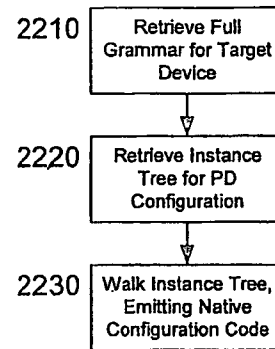 2210
Retrieve Full
Grammar for Target
Device
2220
Retrieve Instance
Tree for PD
Configuration
2230
Walk Instance Tree,
Emitting Native
Configuration Code